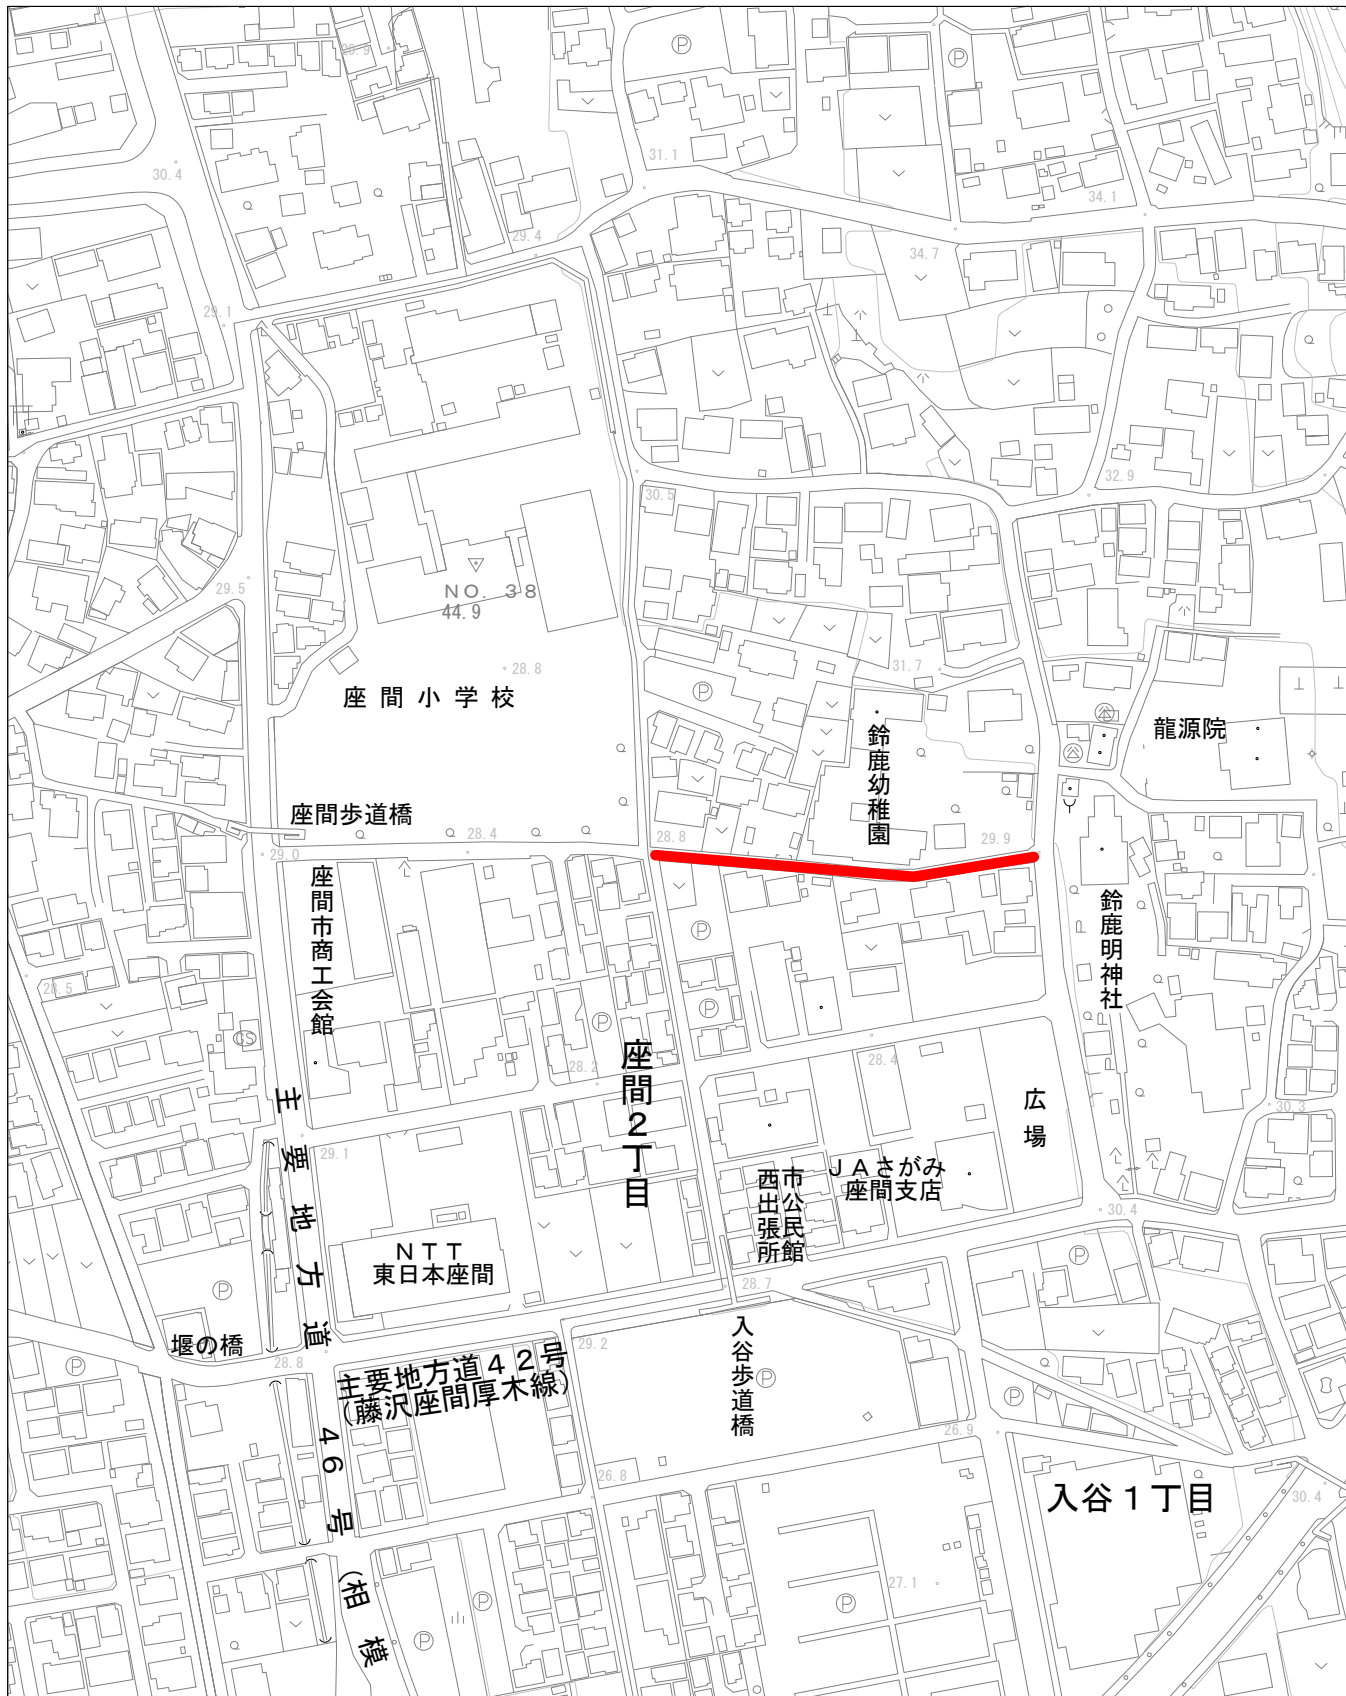 29.9
Ⓟ
Ⓟ
31.1
30.4
34.1
29.4
34.7
29.1
32.9
30.5
NO. 38
44.9
29.5
28.8
31.7
座間小学校
Ⓟ
鈴鹿幼稚園
龍源院
座間歩道橋
28.4
28.8
29.9
29.0
座間市商工会館
鈴鹿明神社
Ⓟ
28.5
GS
Ⓟ
28.2
座間2丁目
28.4
広場
30.3
主要地方道46号(相模
29.1
市公民館
西出張所
JAさがみ
座間支店
30.4
NTT
東日本座間
Ⓟ
28.7
Ⓟ
堰の橋
28.8
29.2
入谷歩道橋
Ⓟ
Ⓟ
主要地方道42号
(藤沢座間厚木線)
Ⓟ
26.9
26.8
入谷1丁目
30.4
27.1
Ⓟ
Ⓟ
Ⓟ